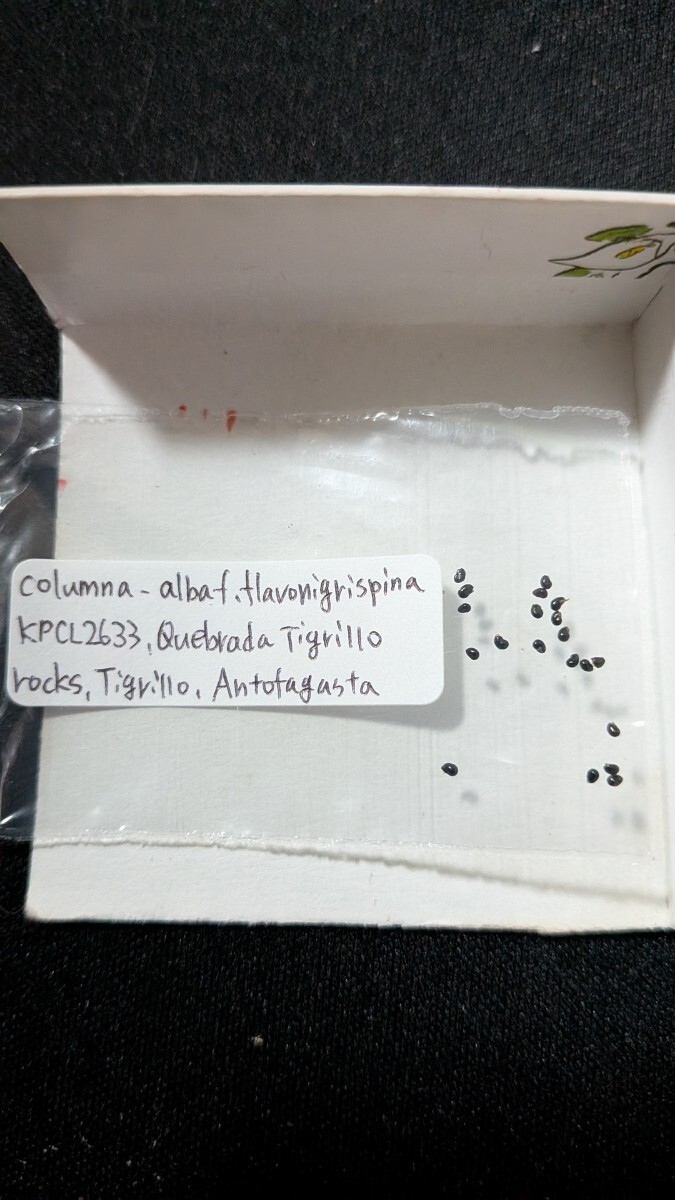 columna-alba f. flavonigrispina
KPCL2633, Quebrada Tigrillo
rocks, Tigrillo, Antofagasta